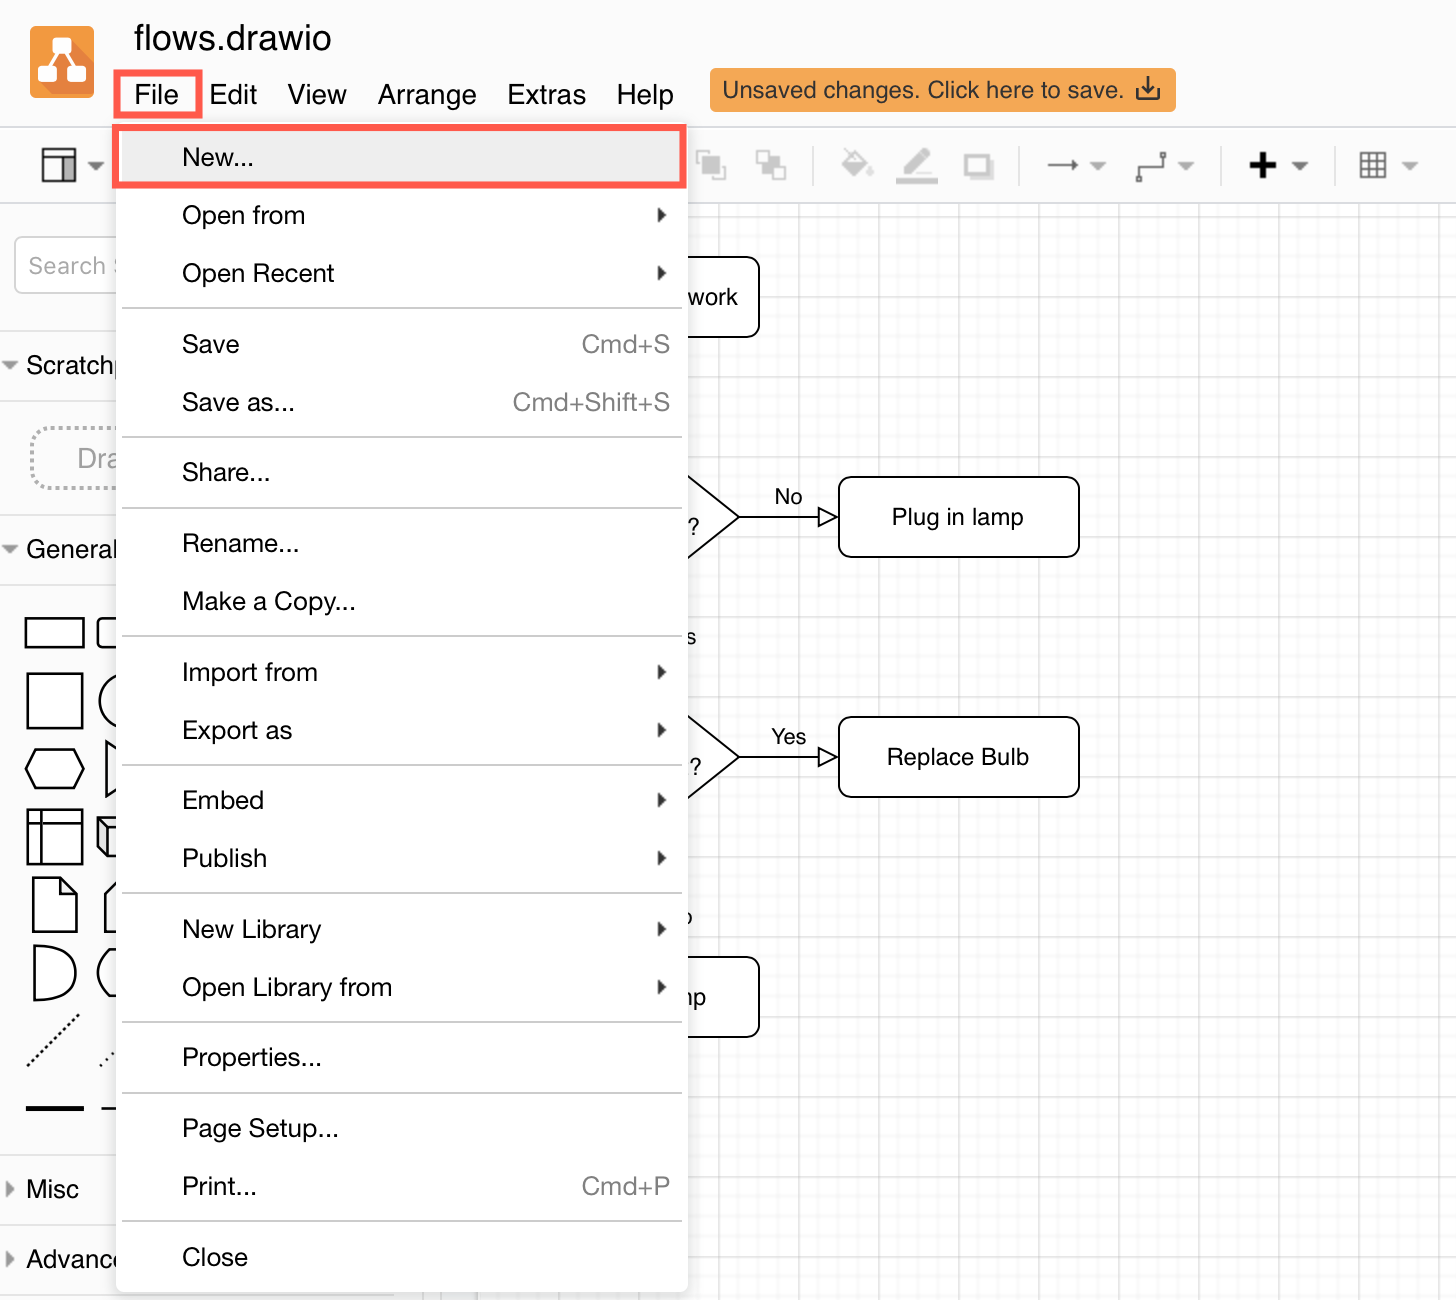 flows.drawio
File Edit View Arrange Extras Help
Unsaved changes. Click here to save.
New...
Open from
Open Recent
Save Cmd+S
Save as... Cmd+Shift+S
Share...
Rename...
Make a Copy...
Import from
Export as
Embed
Publish
New Library
Open Library from
Properties...
Page Setup...
Print... Cmd+P
Close
Search
Scratchp
Dra
General
Misc
Advanc
work
?
No
Plug in lamp
s
?
Yes
Replace Bulb